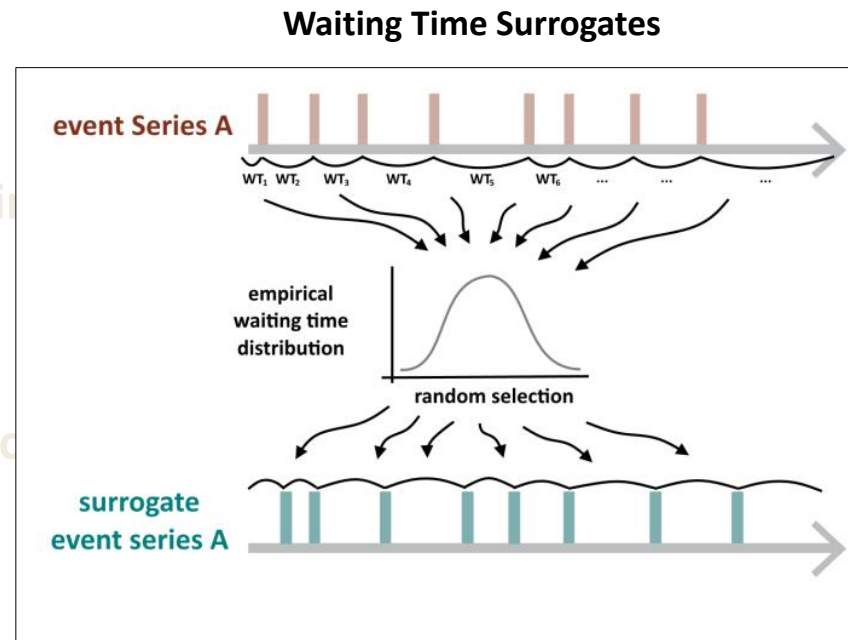 Waiting Time Surrogates
event Series A
WT₁ WT₂ WT₃ WT₄ WT₅ WT₆ ... ... ...
empirical
waiting time
distribution
random selection
surrogate
event series A